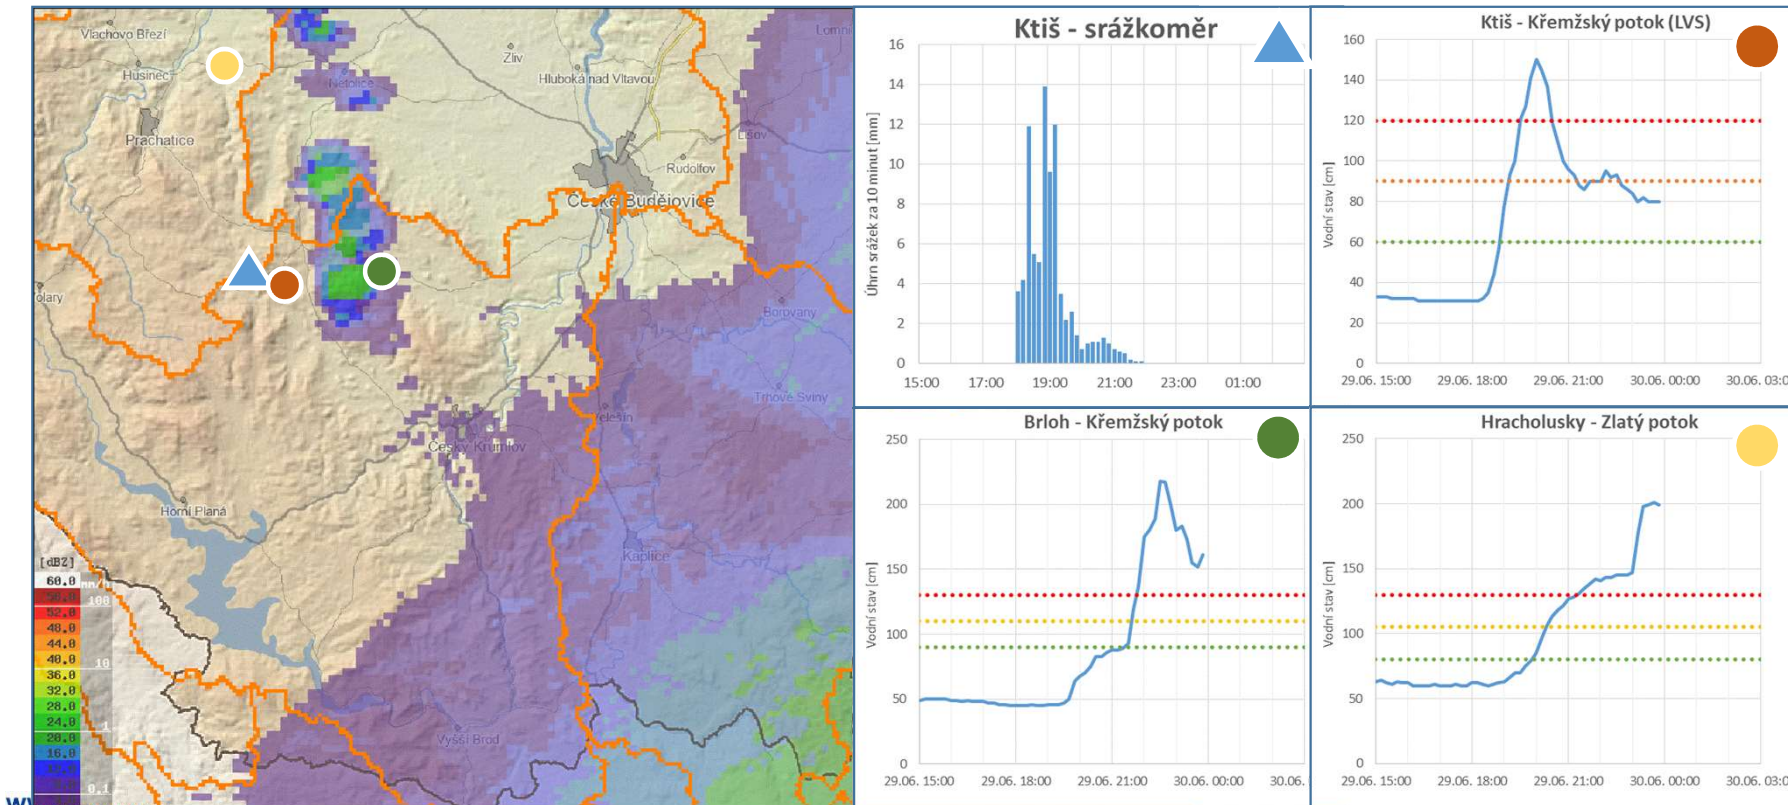 Vlachovo Březí
Husinec
Prachatice
Netolice
Zliv
Hluboká nad Vltavou
Lišov
Rudolfov
České Budějovice
Borovany
Trhové Sviny
Český Krumlov
Horní Planá
Kaplice
Vyšší Brod
[dBZ]
60.0
56.0
52.0
48.0
44.0
40.0
36.0
32.0
28.0
24.0
20.0
16.0
mm/h
100
10
1
0.1
Ktiš - srážkoměr
Úhrn srážek za 10 minut [mm]
16
14
12
10
8
6
4
2
0
15:00 17:00 19:00 21:00 23:00 01:00
Ktiš - Křemžský potok (LVS)
Vodní stav [cm]
160
140
120
100
80
60
40
20
0
29.06. 15:00 29.06. 18:00 29.06. 21:00 30.06. 00:00 30.06. 03:0
Brloh - Křemžský potok
Vodní stav [cm]
250
200
150
100
50
0
29.06. 15:00 29.06. 18:00 29.06. 21:00 30.06. 00:00 30.06.
Hracholusky - Zlatý potok
Vodní stav [cm]
250
200
150
100
50
0
29.06. 15:00 29.06. 18:00 29.06. 21:00 30.06. 00:00 30.06. 03:0